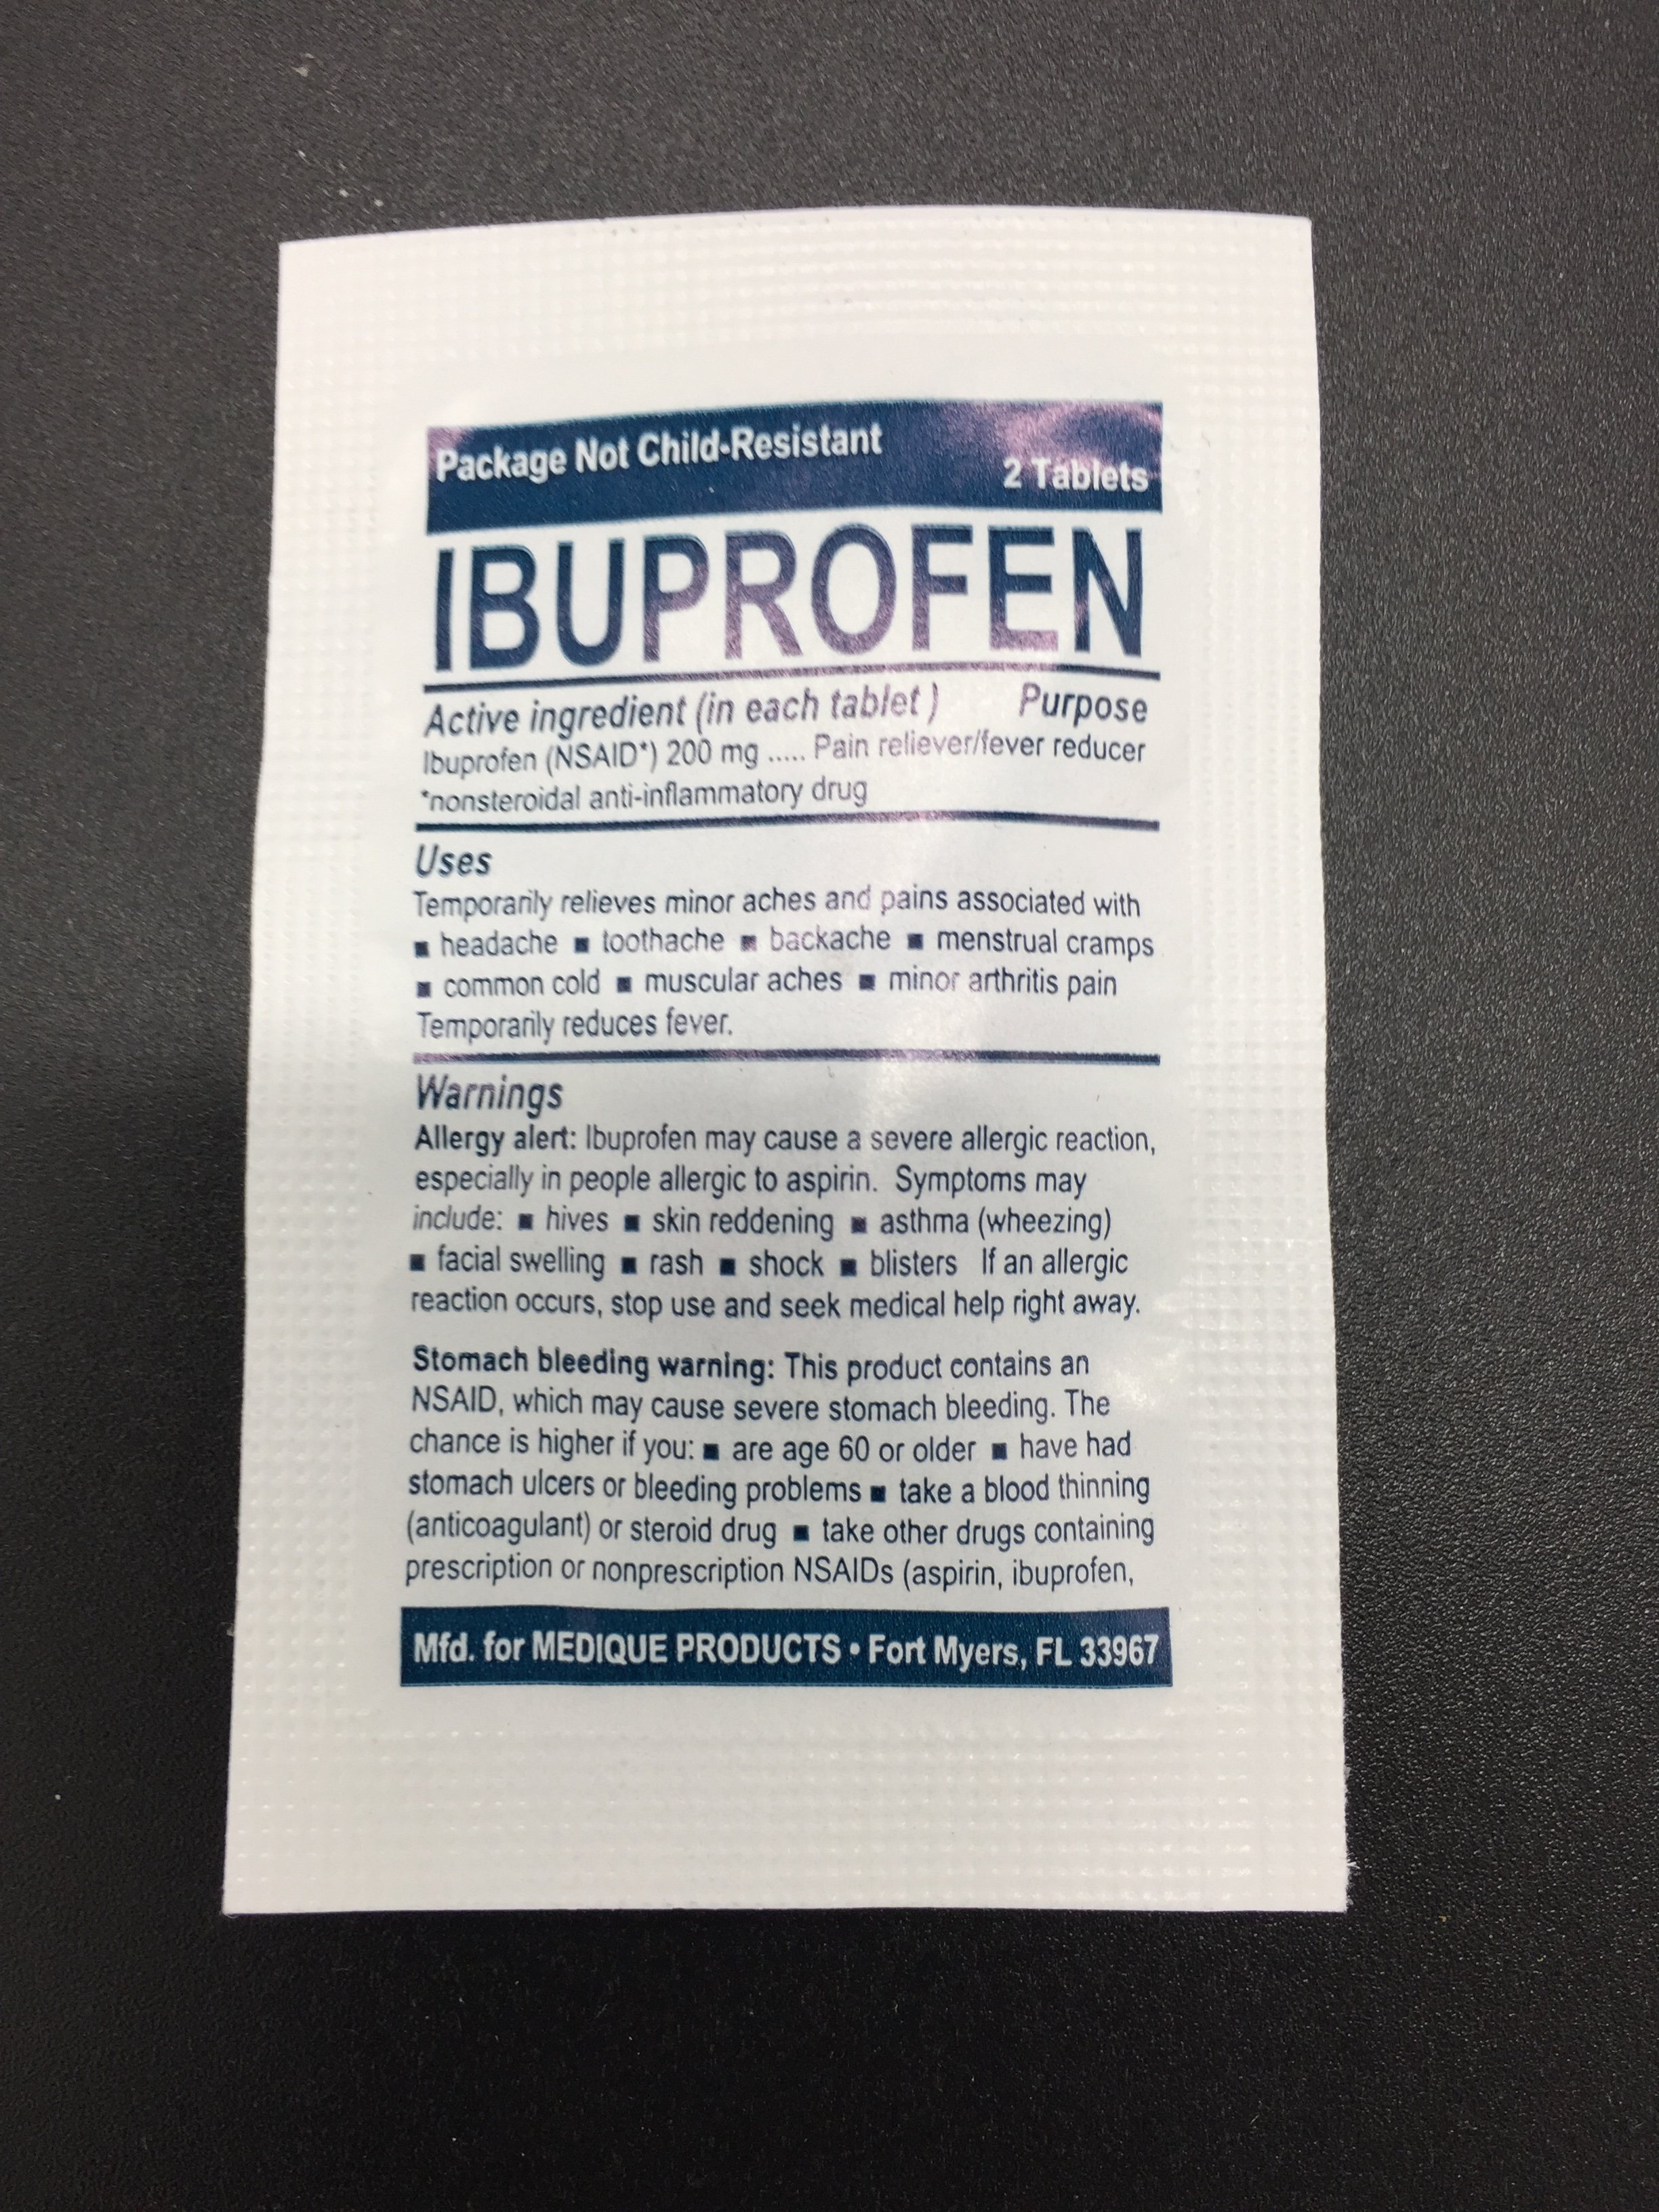 Package Not Child-Resistant
2 Tablets
IBUPROFEN
Active ingredient (in each tablet ) Purpose
Ibuprofen (NSAID*) 200 mg ..... Pain reliever/fever reducer
*nonsteroidal anti-inflammatory drug
Uses
Temporarily relieves minor aches and pains associated with
▪ headache ▪ toothache ▪ backache ▪ menstrual cramps
▪ common cold ▪ muscular aches ▪ minor arthritis pain
Temporarily reduces fever.
Warnings
Allergy alert: Ibuprofen may cause a severe allergic reaction,
especially in people allergic to aspirin. Symptoms may
include: ▪ hives ▪ skin reddening ▪ asthma (wheezing)
▪ facial swelling ▪ rash ▪ shock ▪ blisters If an allergic
reaction occurs, stop use and seek medical help right away.
Stomach bleeding warning: This product contains an
NSAID, which may cause severe stomach bleeding. The
chance is higher if you: ▪ are age 60 or older ▪ have had
stomach ulcers or bleeding problems ▪ take a blood thinning
(anticoagulant) or steroid drug ▪ take other drugs containing
prescription or nonprescription NSAIDs (aspirin, ibuprofen,
Mfd. for MEDIQUE PRODUCTS • Fort Myers, FL 33967